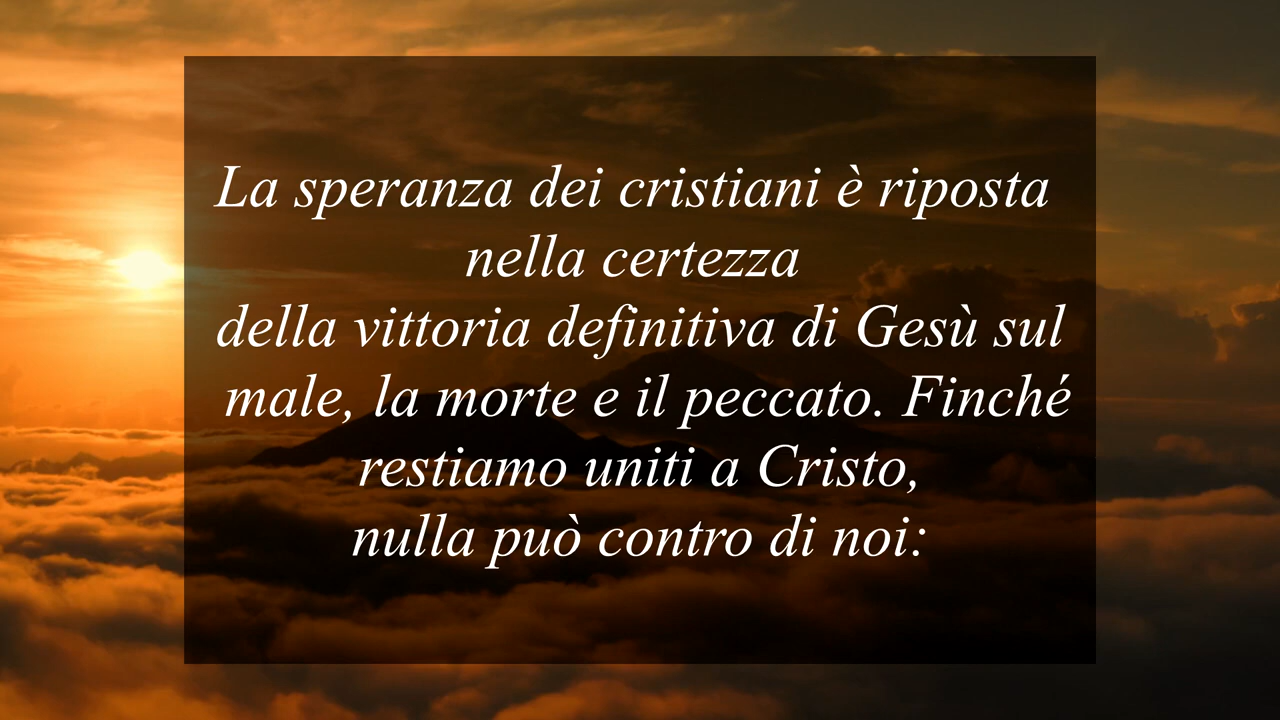 La speranza dei cristiani è riposta
nella certezza
della vittoria definitiva di Gesù sul
male, la morte e il peccato. Finché
restiamo uniti a Cristo,
nulla può contro di noi: